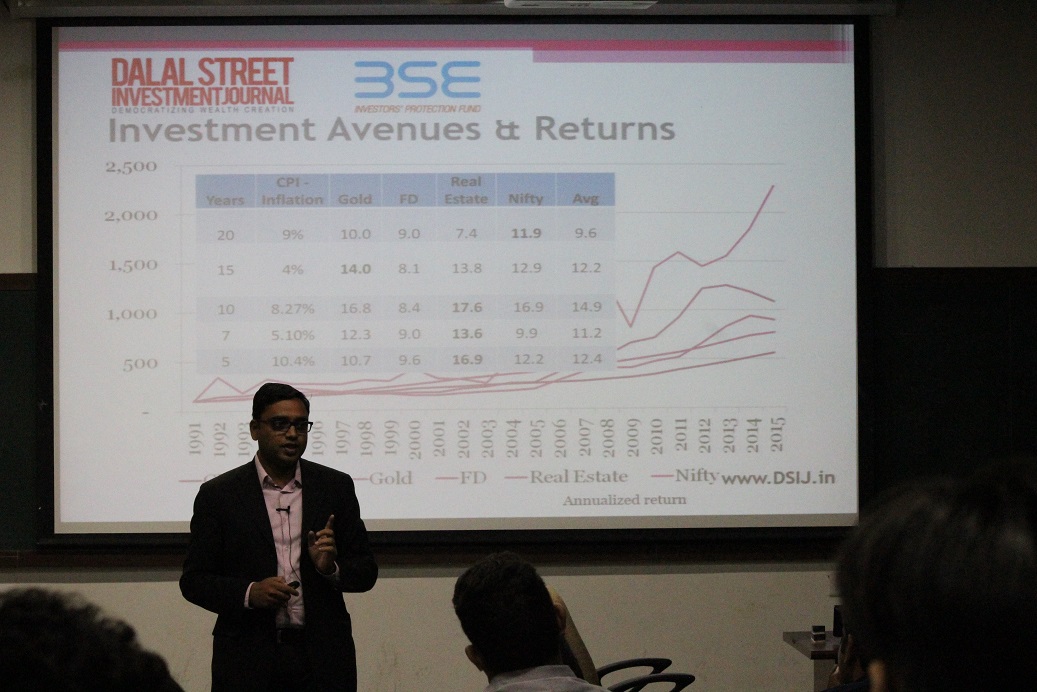 DALAL STREET
INVESTMENT JOURNAL
DEMOCRATIZING WEALTH CREATION
BSE
INVESTORS' PROTECTION FUND
Investment Avenues & Returns
2,500
2,000
1,500
1,000
500
-
Years CPI - Inflation Gold FD Real Estate Nifty Avg
20 9% 10.0 9.0 7.4 11.9 9.6
15 4% 14.0 8.1 13.8 12.9 12.2
10 8.27% 16.8 8.4 17.6 16.9 14.9
7 5.10% 12.3 9.0 13.6 9.9 11.2
5 10.4% 10.7 9.6 16.9 12.2 12.4
1991 1992 1997 1998 1999 2000 2001 2002 2003 2004 2005 2006 2007 2008 2009 2010 2011 2012 2013 2014 2015
Gold FD Real Estate Nifty www.DSIJ.in
Annualized return